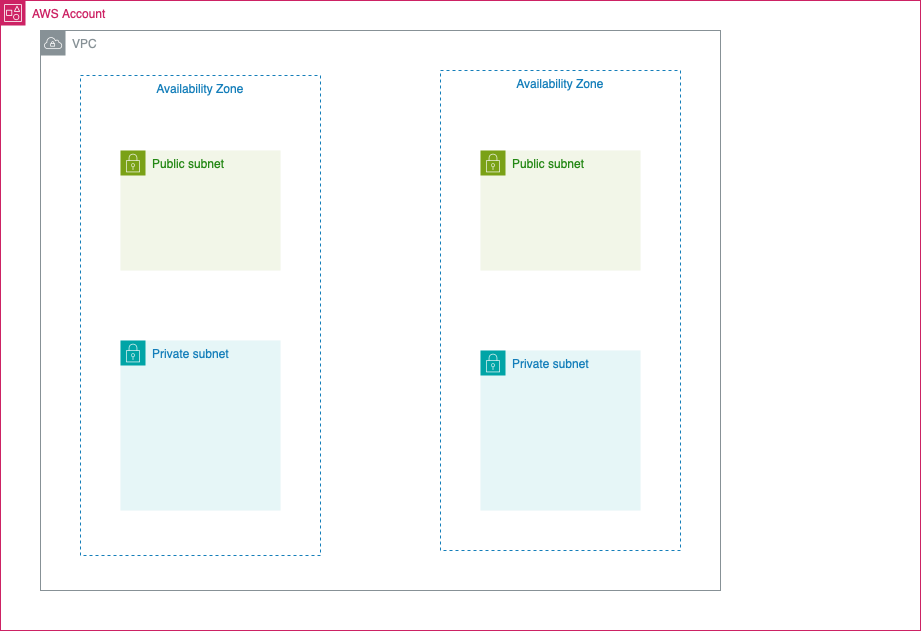 AWS Account
VPC
Availability Zone
Availability Zone
Public subnet
Public subnet
Private subnet
Private subnet